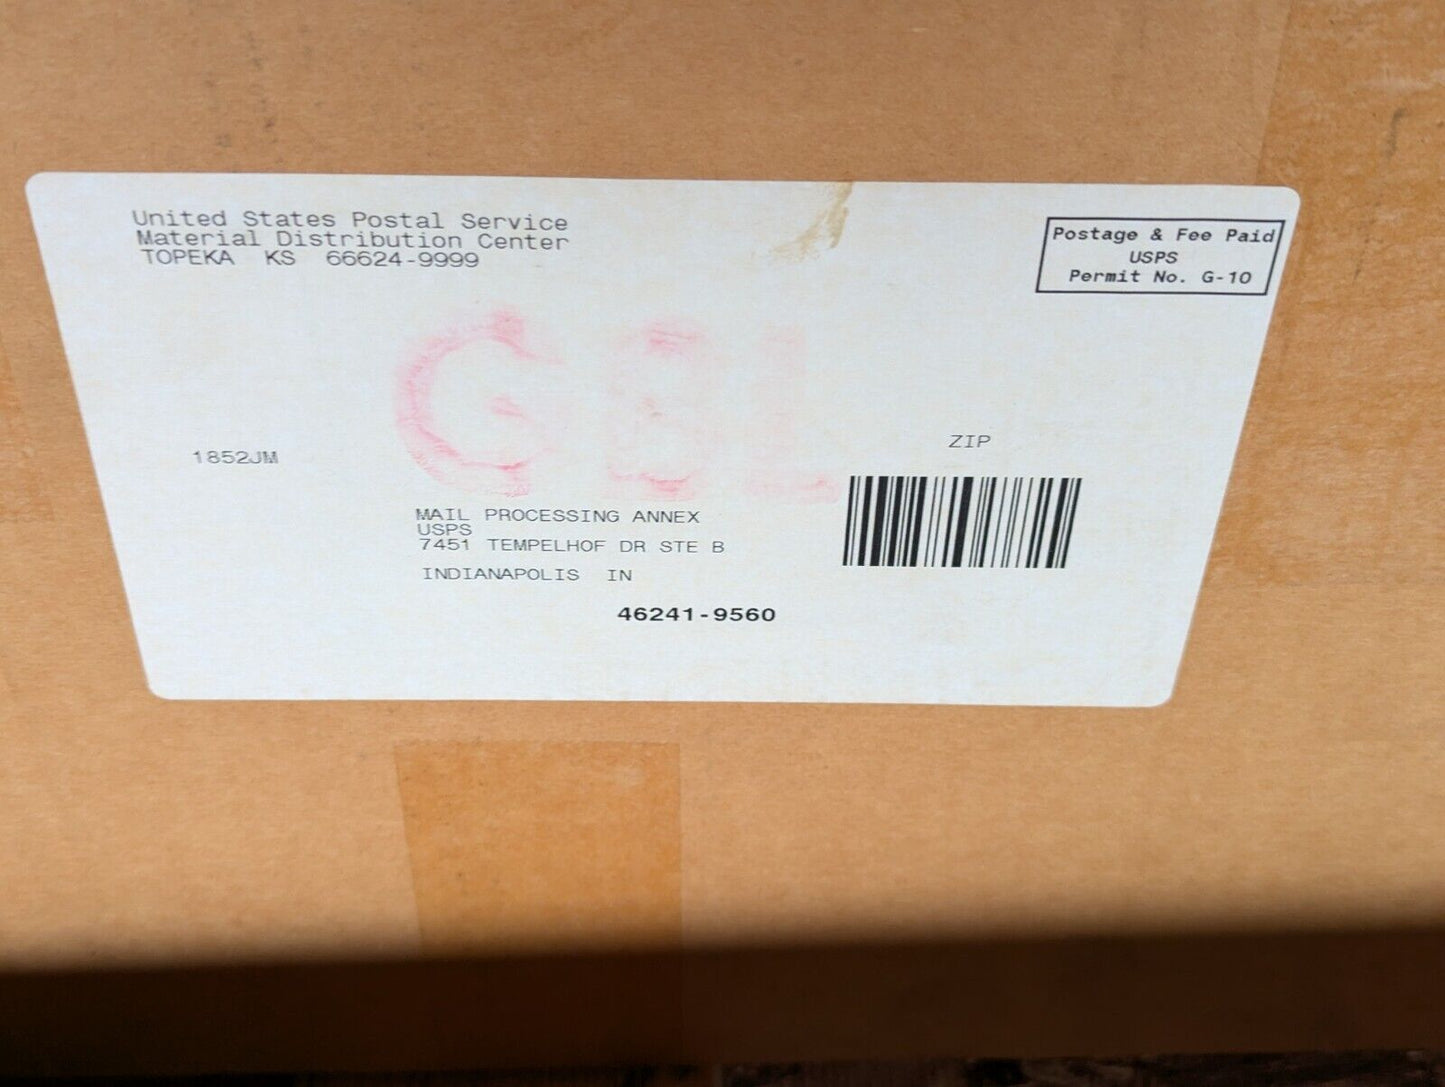 United States Postal Service
Material Distribution Center
TOPEKA KS 66624-9999
Postage & Fee Paid
USPS
Permit No. G-10
GBL
1852JM
ZIP
MAIL PROCESSING ANNEX
USPS
7451 TEMPELHOF DR STE B
INDIANAPOLIS IN
46241-9560